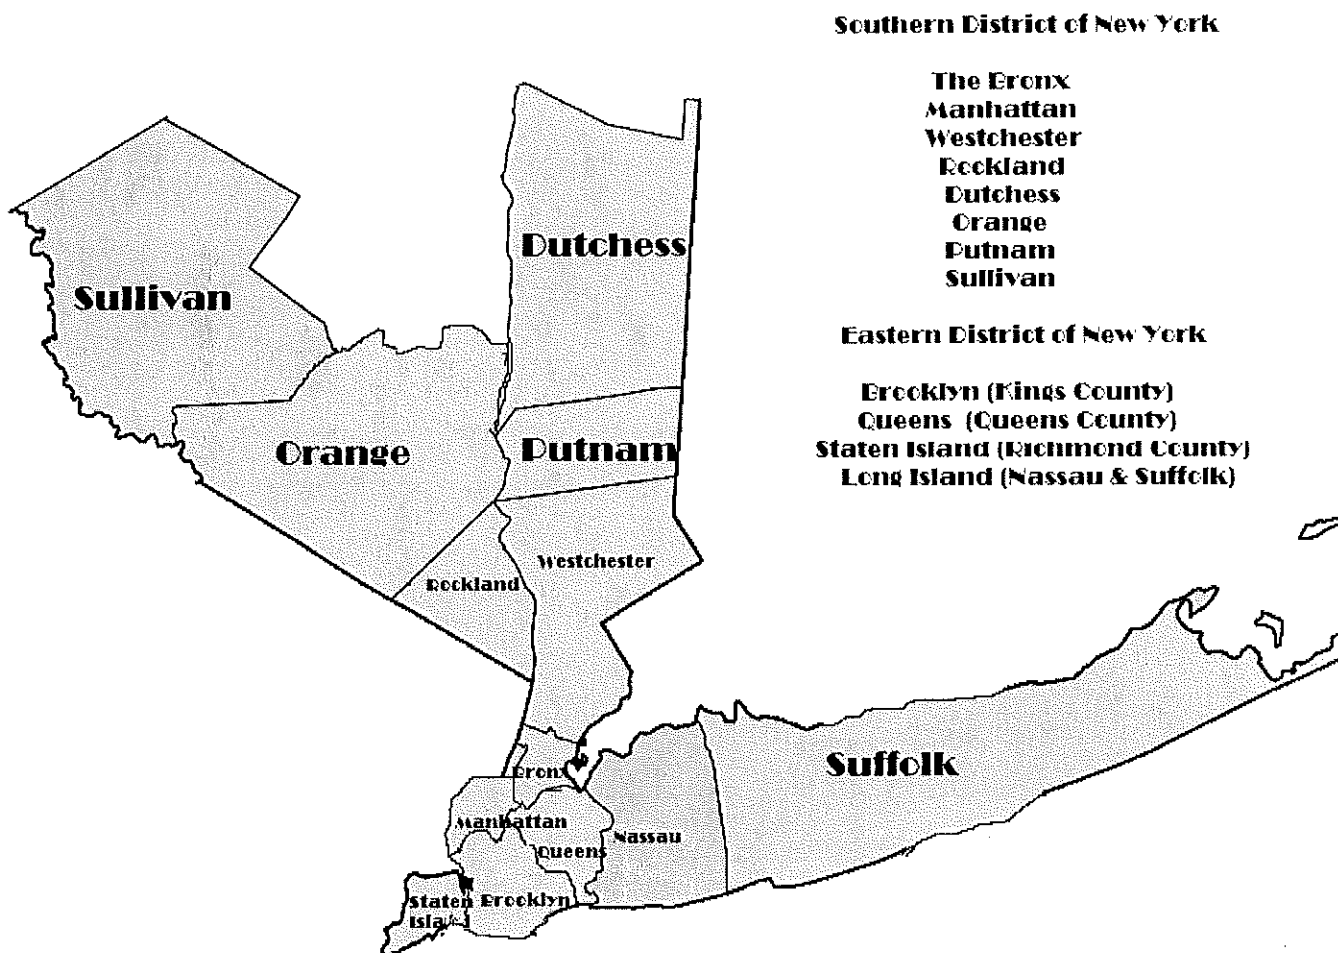 Southern District of New York
The Bronx
Manhattan
Westchester
Rockland
Dutchess
Orange
Putnam
Sullivan
Eastern District of New York
Brooklyn (Kings County)
Queens (Queens County)
Staten Island (Richmond County)
Long Island (Nassau & Suffolk)
Dutchess
Sullivan
Orange
Putnam
Westchester
Rockland
Suffolk
Bronx
Manhattan
Nassau
Queens
Staten
Brooklyn